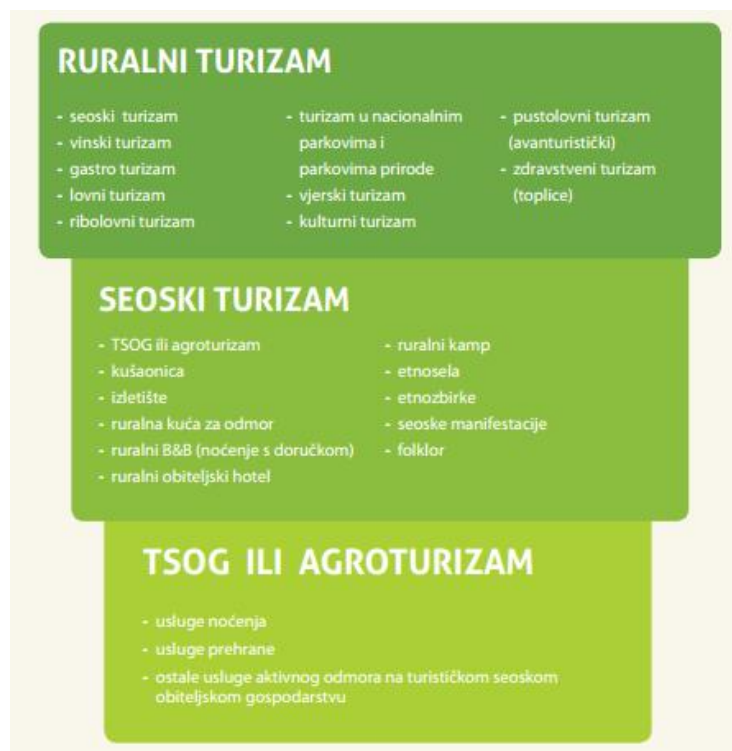 RURALNI TURIZAM
- seoski turizam
- vinski turizam
- gastro turizam
- lovni turizam
- ribolovni turizam
- turizam u nacionalnim
parkovima i
parkovima prirode
- vjerski turizam
- kulturni turizam
- pustolovni turizam
(avanturistički)
- zdravstveni turizam
(toplice)
SEOSKI TURIZAM
- TSOG ili agroturizam
- kušaonica
- izletište
- ruralna kuća za odmor
- ruralni B&B (noćenje s doručkom)
- ruralni obiteljski hotel
- ruralni kamp
- etnosela
- etnozbirke
- seoske manifestacije
- folklor
TSOG ILI AGROTURIZAM
- usluge noćenja
- usluge prehrane
- ostale usluge aktivnog odmora na turističkom seoskom
obiteljskom gospodarstvu